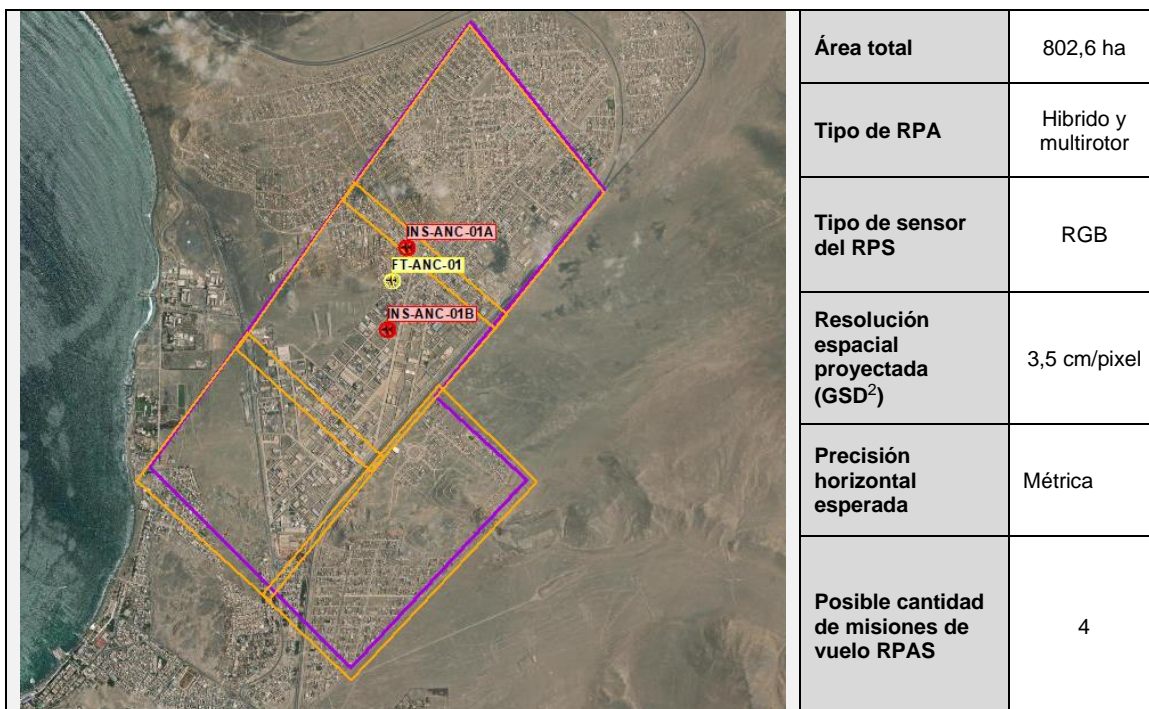 INS-ANC-01A
FT-ANC-01
INS-ANC-01B
Área total
802,6 ha
Tipo de RPA
Hibrido y
multirotor
Tipo de sensor
del RPS
RGB
Resolución
espacial
proyectada
(GSD²)
3,5 cm/pixel
Precisión
horizontal
esperada
Métrica
Posible cantidad
de misiones de
vuelo RPAS
4